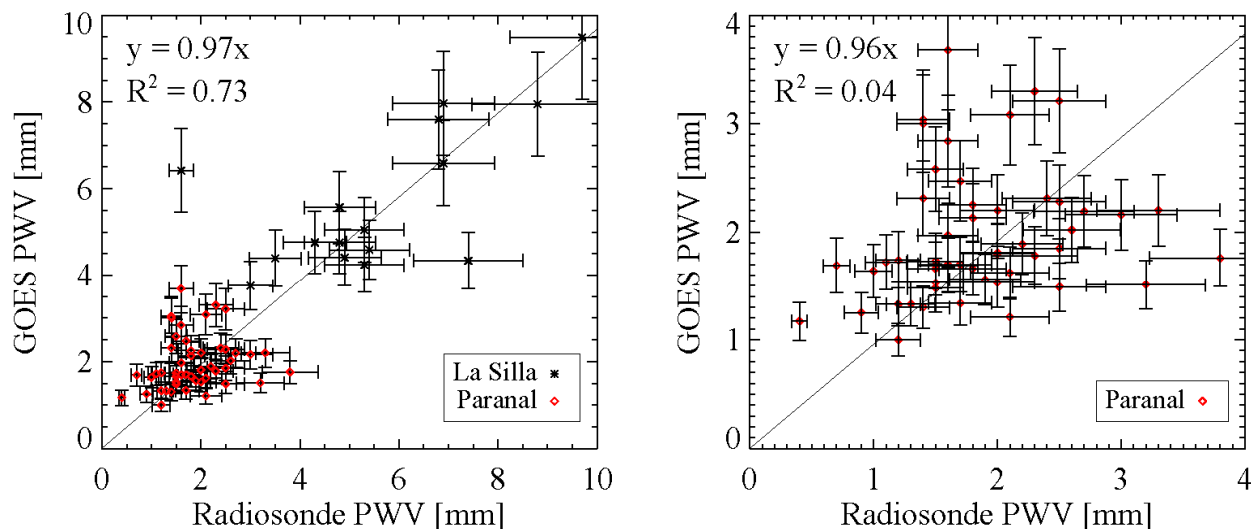 y = 0.97x
R² = 0.73
10
8
6
4
2
0
GOES PWV [mm]
La Silla
Paranal
0 2 4 6 8 10
Radiosonde PWV [mm]
y = 0.96x
R² = 0.04
4
3
2
1
0
GOES PWV [mm]
Paranal
0 1 2 3 4
Radiosonde PWV [mm]